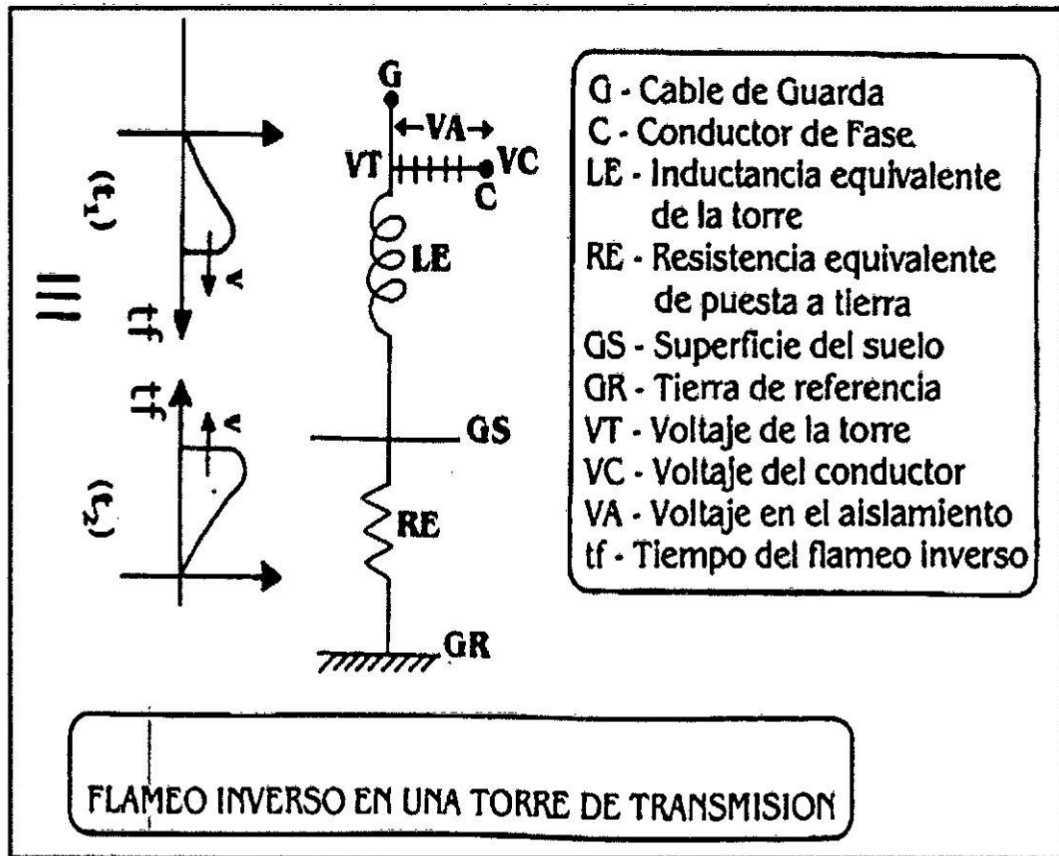 G
VA
VT
VC
C
LE
GS
RE
GR
(t₁)
v
tf
tf
v
(t₂)
G - Cable de Guarda
C - Conductor de Fase
LE - Inductancia equivalente
de la torre
RE - Resistencia equivalente
de puesta a tierra
GS - Superficie del suelo
GR - Tierra de referencia
VT - Voltaje de la torre
VC - Voltaje del conductor
VA - Voltaje en el aislamiento
tf - Tiempo del flameo inverso
FLAMEO INVERSO EN UNA TORRE DE TRANSMISION